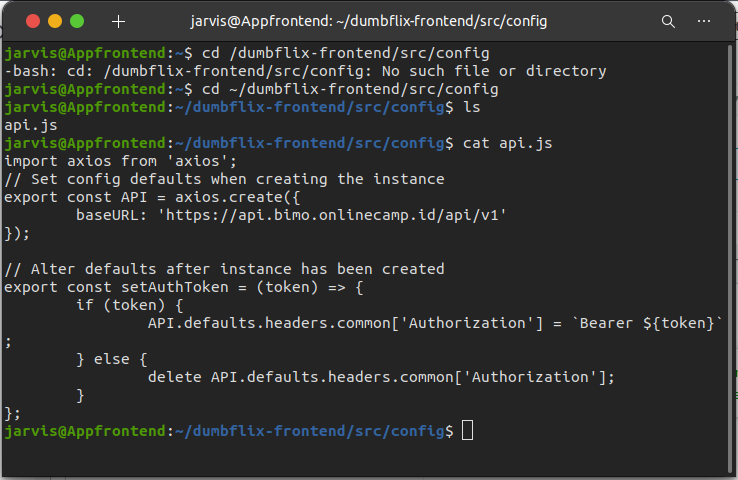 jarvis@Appfrontend: ~/dumbflix-frontend/src/config
jarvis@Appfrontend:~$ cd /dumbflix-frontend/src/config
-bash: cd: /dumbflix-frontend/src/config: No such file or directory
jarvis@Appfrontend:~$ cd ~/dumbflix-frontend/src/config
jarvis@Appfrontend:~/dumbflix-frontend/src/config$ ls
api.js
jarvis@Appfrontend:~/dumbflix-frontend/src/config$ cat api.js
import axios from 'axios';
// Set config defaults when creating the instance
export const API = axios.create({
        baseURL: 'https://api.bimo.onlinecamp.id/api/v1'
});

// Alter defaults after instance has been created
export const setAuthToken = (token) => {
        if (token) {
                API.defaults.headers.common['Authorization'] = `Bearer ${token}`
;
        } else {
                delete API.defaults.headers.common['Authorization'];
        }
};
jarvis@Appfrontend:~/dumbflix-frontend/src/config$